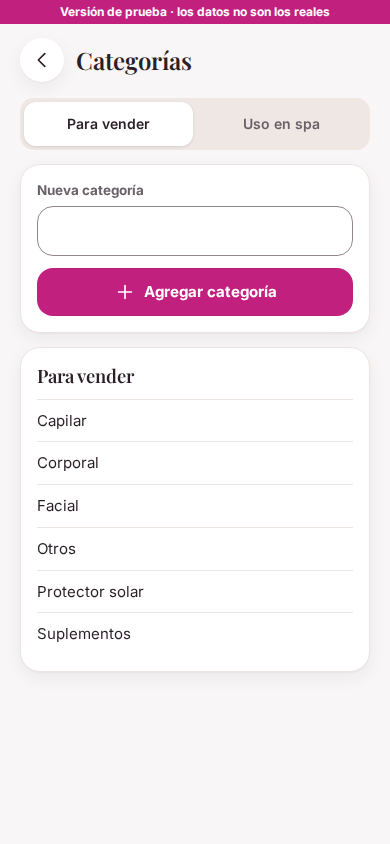 Versión de prueba · los datos no son los reales
Categorías
Para vender
Uso en spa
Nueva categoría
Agregar categoría
Para vender
Capilar
Corporal
Facial
Otros
Protector solar
Suplementos